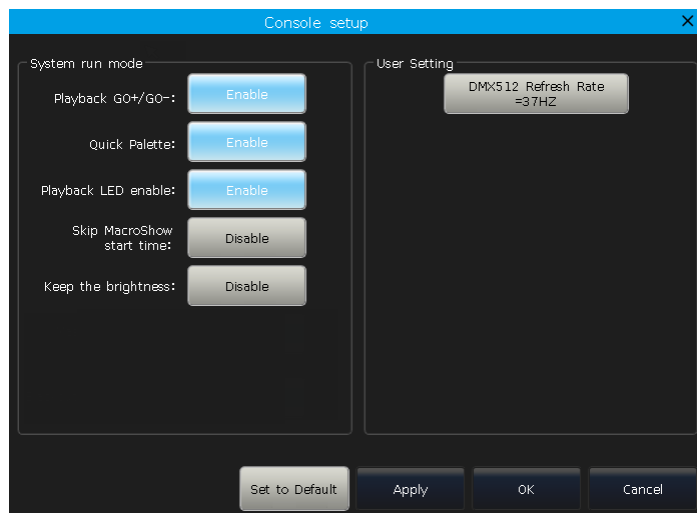 Console setup
System run mode
Playback GO+/GO-:
Enable
Quick Palette:
Enable
Playback LED enable:
Enable
Skip MacroShow
start time:
Disable
Keep the brightness:
Disable
User Setting
DMX512 Refresh Rate
=37HZ
Set to Default
Apply
OK
Cancel